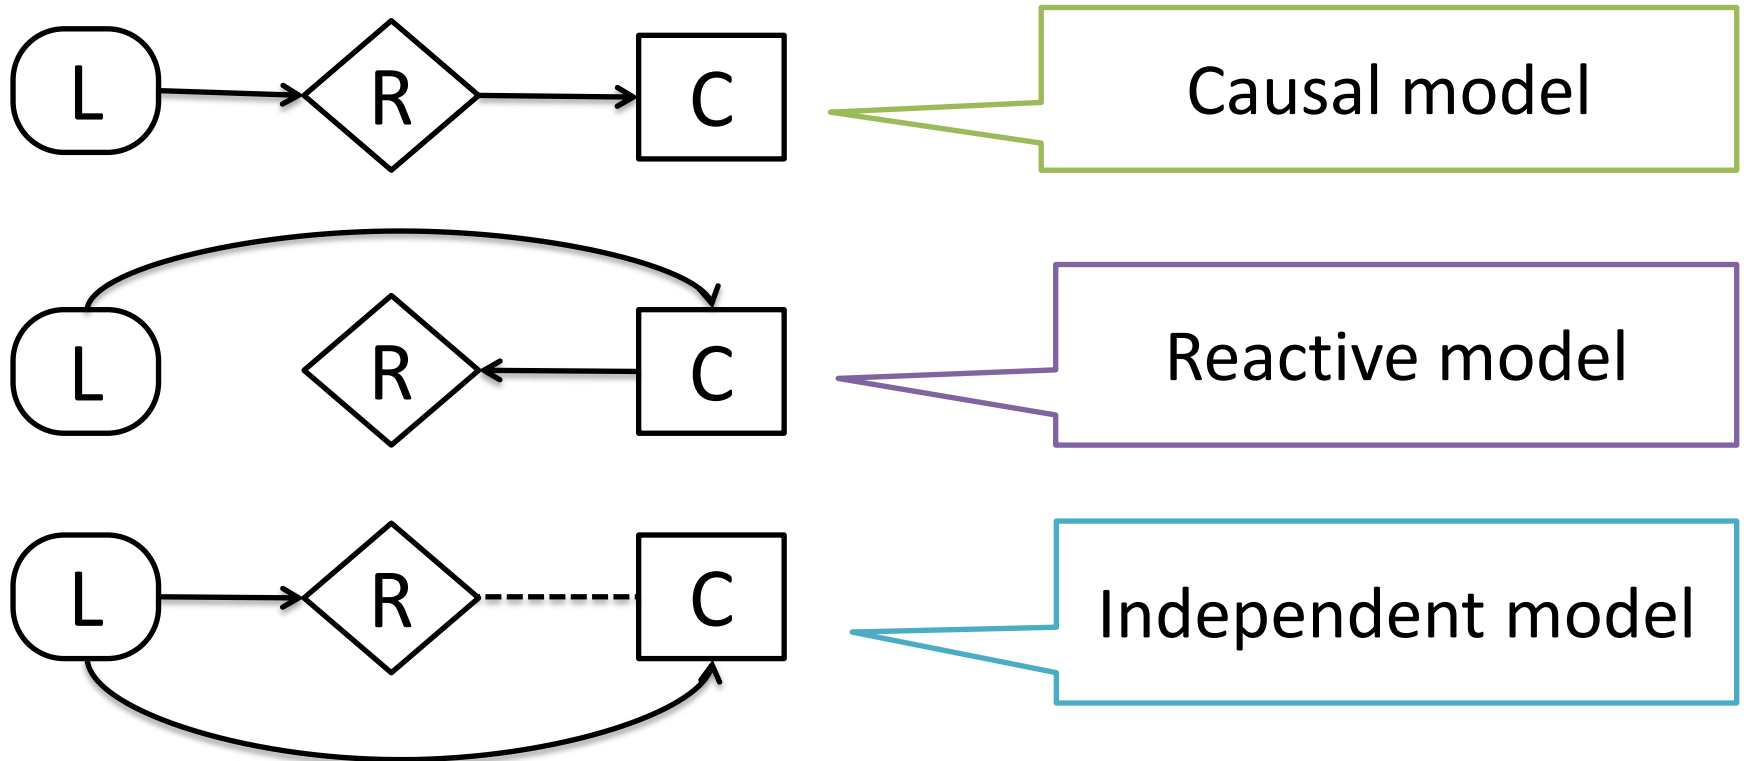 L R C Causal model
L R C Reactive model
L R C Independent model